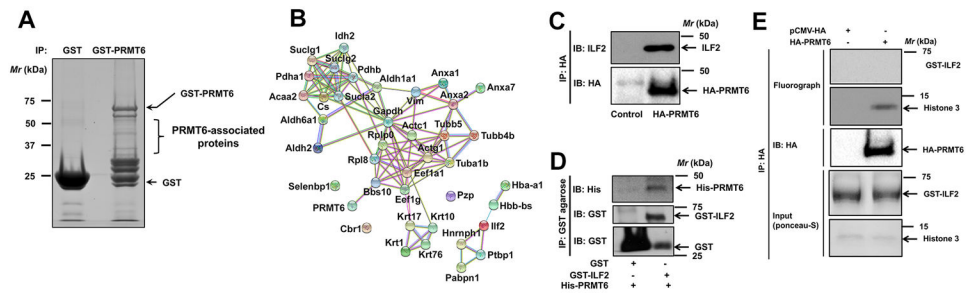 A
IP: GST GST-PRMT6
Mr (kDa)
75
50
37
25
GST-PRMT6
PRMT6-associated
proteins
GST
B
Idh2
Suclg1
Suclg2
Pdhb
Pdha1
Aldh1a1
Anxa1
Anxa7
Acaa2
Sucla2
Anxa2
Cs
Vim
Gapdh
Aldh6a1
Actc1
Tubb5
Rplp0
Tubb4b
Aldh2
Actg1
Rpl8
Tuba1b
Eef1a1
Bbs10
Selenbp1
Eef1g
Pzp
Hba-a1
PRMT6
Hbb-bs
Krt17
Krt10
Ilf2
Cbr1
Hnrnph1
Krt1
Krt76
Ptbp1
Pabpn1
C
Mr (kDa)
50
IP: HA
IB: ILF2
ILF2
50
IB: HA
HA-PRMT6
Control HA-PRMT6
D
Mr (kDa)
50
IP: GST agarose
IB: His
His-PRMT6
75
IB: GST
GST-ILF2
IB: GST
GST
25
GST + -
GST-ILF2 - +
His-PRMT6 + +
E
pCMV-HA + -
HA-PRMT6 - +
Mr (kDa)
75
GST-ILF2
Fluorograph
15
Histone 3
IP: HA
IB: HA
HA-PRMT6
75
GST-ILF2
Input
(ponceau-S)
15
Histone 3